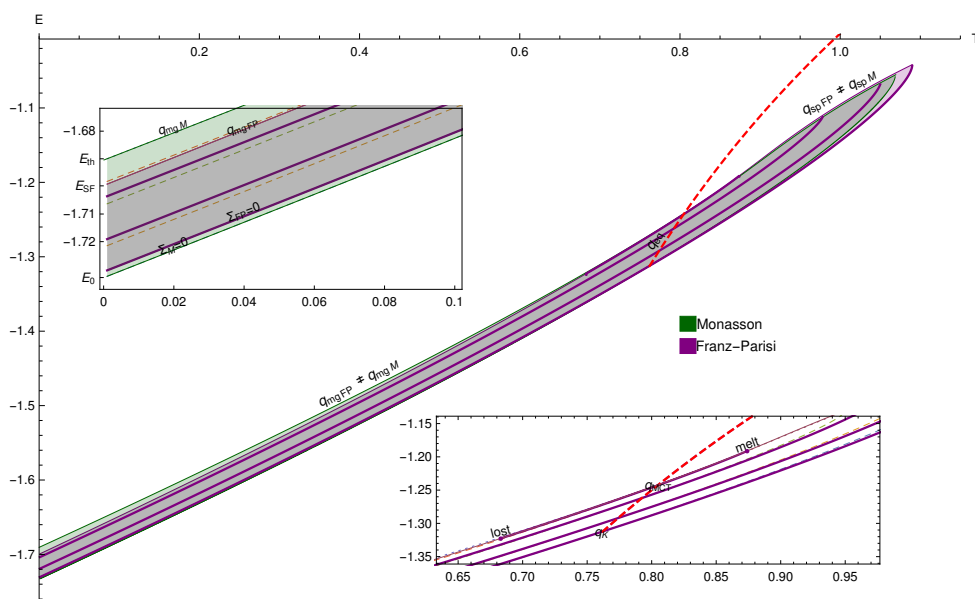 E
T
0.2
0.4
0.6
0.8
1.0
-1.1
-1.2
-1.3
-1.4
-1.5
-1.6
-1.7
q_sp FP ≠ q_sp M
q_eq
q_mg FP ≠ q_mg M
Monasson
Franz-Parisi
-1.68
E_th
E_SF
-1.71
-1.72
E_0
q_mg M
q_mg FP
Σ_M=0
Σ_FP=0
0
0.02
0.04
0.06
0.08
0.1
-1.15
-1.20
-1.25
-1.30
-1.35
melt
q_MCT
lost
q_K
0.65
0.70
0.75
0.80
0.85
0.90
0.95